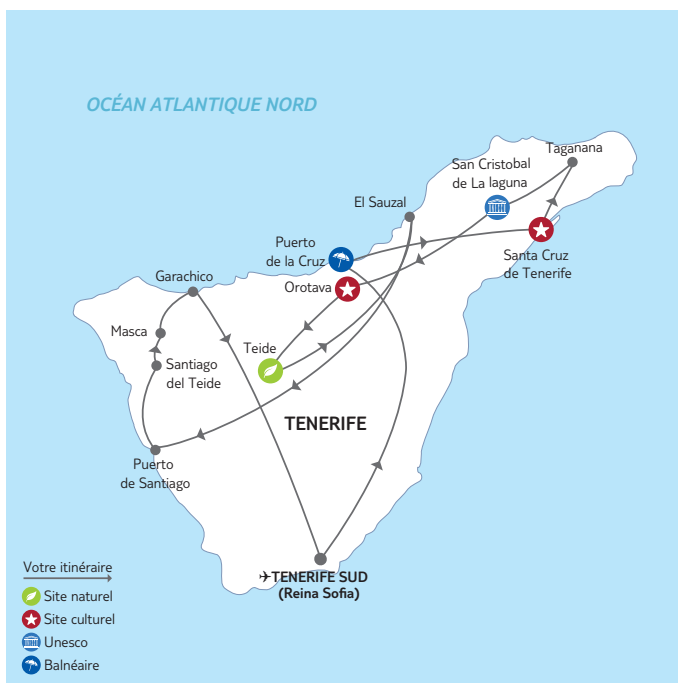 OCÉAN ATLANTIQUE NORD
Taganana
San Cristobal
de La laguna
El Sauzal
Puerto
de la Cruz
Santa Cruz
de Tenerife
Orotava
Garachico
Masca
Teide
Santiago
del Teide
TENERIFE
Puerto
de Santiago
TENERIFE SUD
(Reina Sofia)
Votre itinéraire
Site naturel
Site culturel
Unesco
Balnéaire